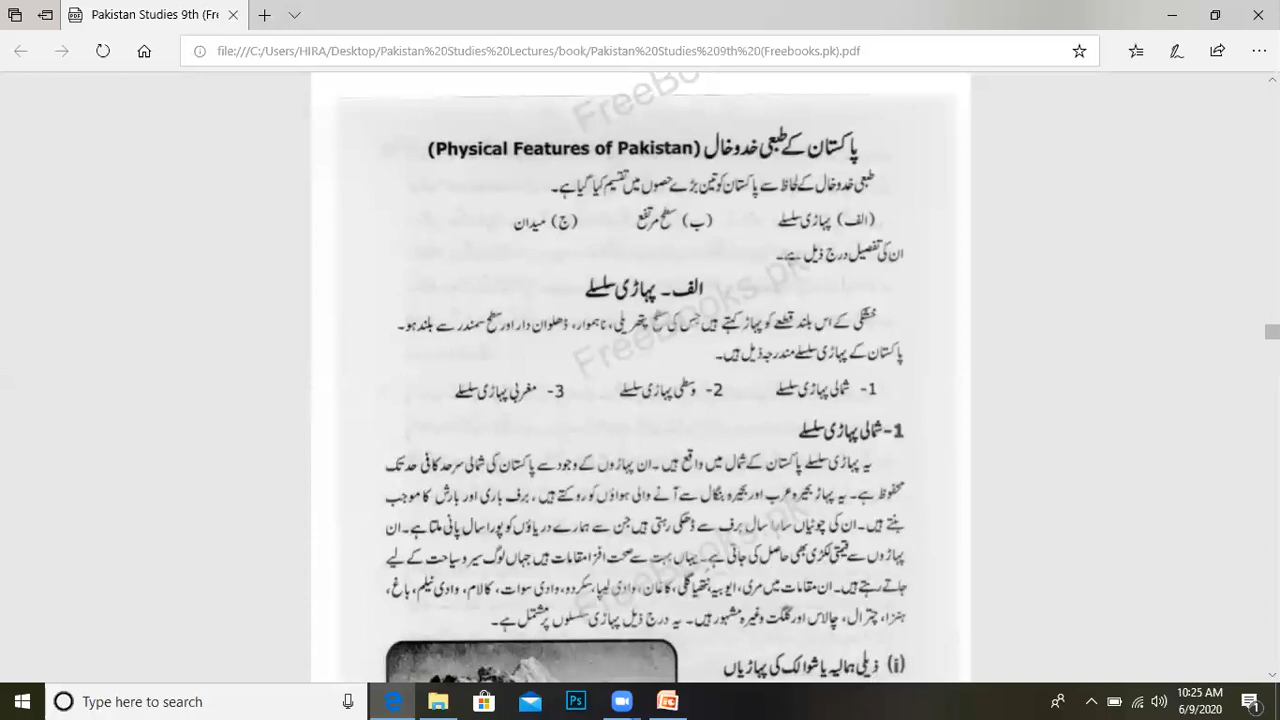 Pakistan Studies 9th (Fre
file:///C:/Users/HIRA/Desktop/Pakistan%20Studies%20Lectures/book/Pakistan%20Studies%209th%20(Freebooks.pk).pdf
FreeBo
پاکستان کے طبعی خدوخال (Physical Features of Pakistan)
طبعی خدوخال کے لحاظ سے پاکستان کو تین بڑے حصوں میں تقسیم کیا گیا ہے۔
(الف) پہاڑی سلسلے (ب) سطح مرتفع (ج) میدان
ان کی تفصیل درج ذیل ہے۔
الف۔ پہاڑی سلسلے
خشکی کے اس بلند قطعے کو پہاڑ کہتے ہیں جس کی سطح پتھریلی، ناہموار، ڈھلوان دار اور سطح سمندر سے بلند ہو۔
پاکستان کے پہاڑی سلسلے مندرجہ ذیل ہیں۔
1- شمالی پہاڑی سلسلے 2- وسطی پہاڑی سلسلے 3- مغربی پہاڑی سلسلے
1- شمالی پہاڑی سلسلے
یہ پہاڑی سلسلے پاکستان کے شمال میں واقع ہیں۔ ان پہاڑوں کے وجود سے پاکستان کی شمالی سرحد کافی حد تک
محفوظ ہے۔ یہ پہاڑ بحیرہ عرب اور بحیرہ بنگال سے آنے والی ہواؤں کو روکتے ہیں، برف باری اور بارش کا موجب
بنتے ہیں۔ ان کی چوٹیاں سارا سال برف سے ڈھکی رہتی ہیں جن سے ہمارے دریاؤں کو پورا سال پانی ملتا ہے۔ ان
پہاڑوں سے قیمتی لکڑی بھی حاصل کی جاتی ہے۔ یہاں بہت سے صحت افزا مقامات ہیں جہاں لوگ سیر و سیاحت کے لیے
جاتے رہتے ہیں۔ ان مقامات میں مری، ایوبیہ، نتھیا گلی، کاغان، وادی لیپا، سکردو، وادی سوات، کالام، وادی نیلم، باغ،
ہنزا، چترال، چالاس اور گلگت وغیرہ مشہور ہیں۔ یہ درج ذیل پہاڑی سلسلوں پر مشتمل ہے۔
(i) ذیلی ہمالیہ یا شوالک کی پہاڑیاں
FreeBooks.pk
FreeBooks.pk
Type here to search
Ps
8:25 AM
6/9/2020
1